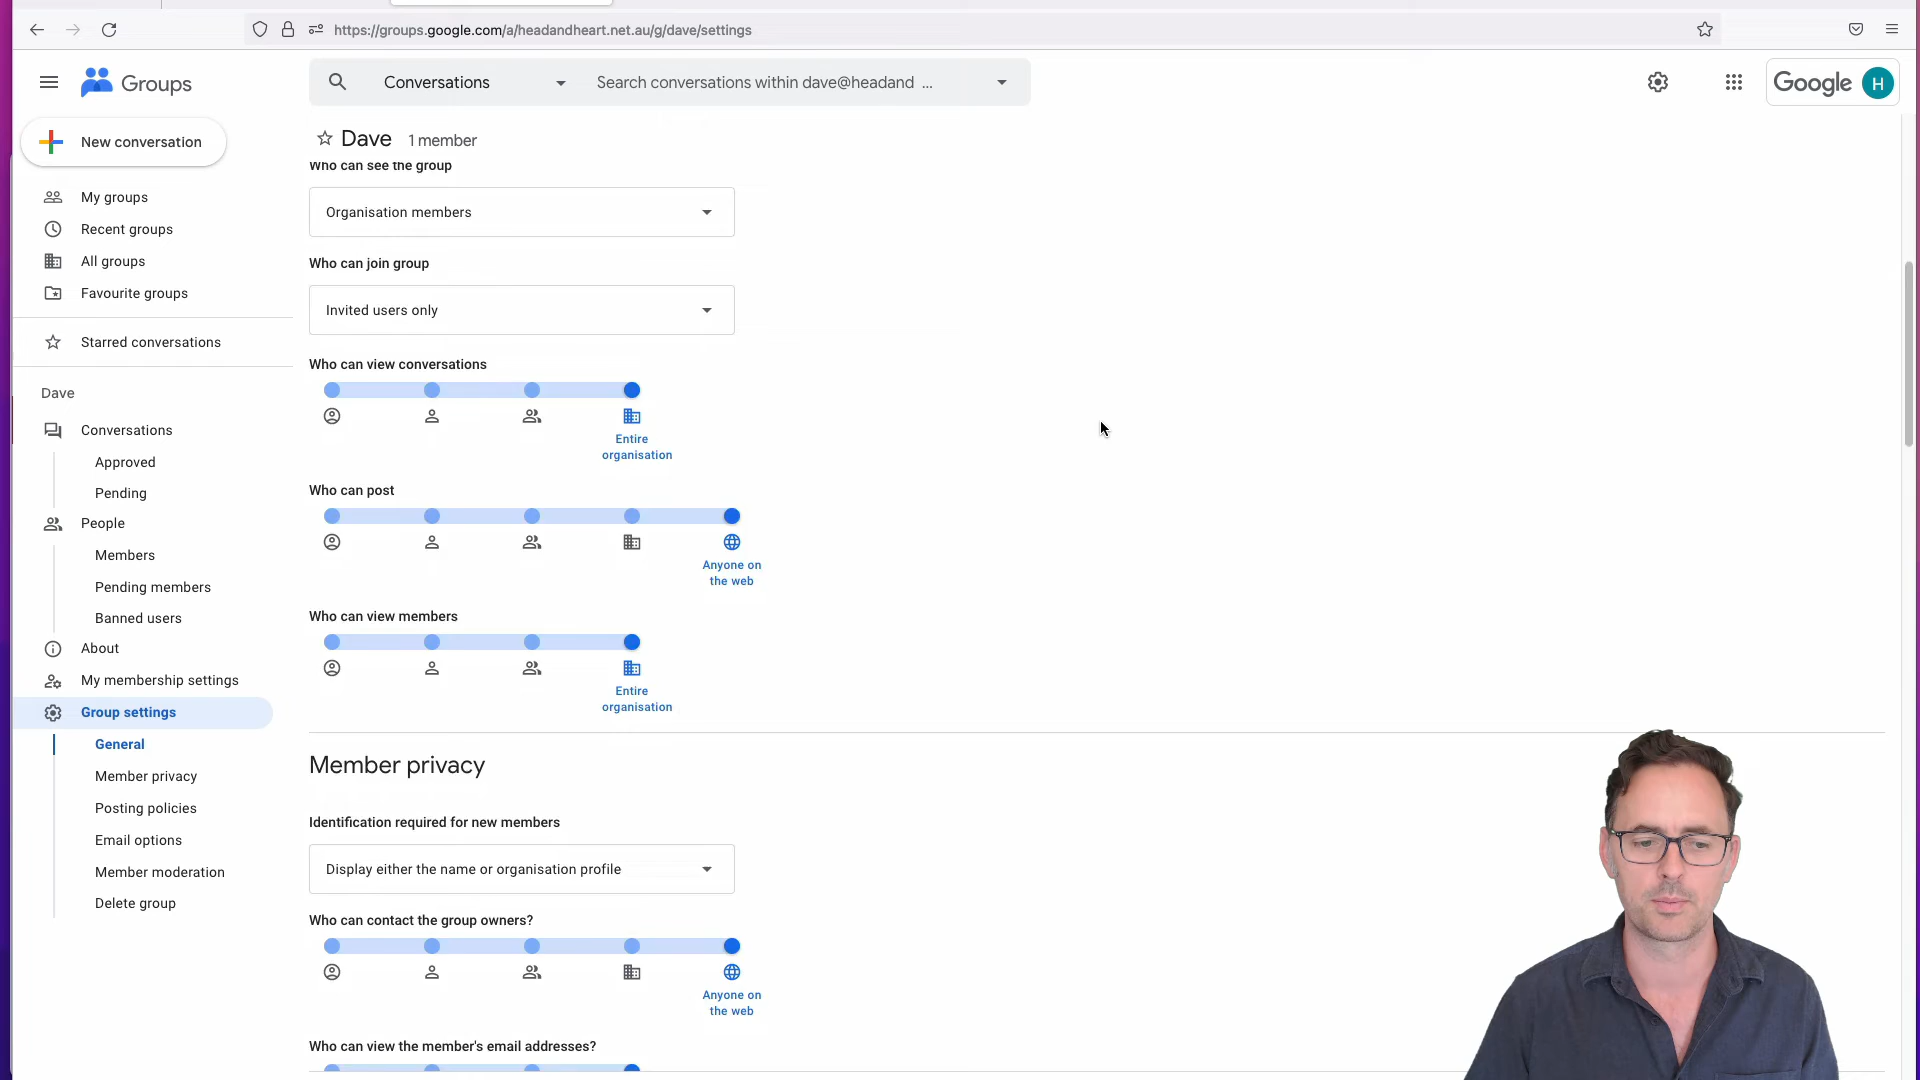 https://groups.google.com/a/headandheart.net.au/g/dave/settings
Groups
Conversations
Search conversations within dave@headand ...
Google
H
New conversation
My groups
Recent groups
All groups
Favourite groups
Starred conversations
Dave
Conversations
Approved
Pending
People
Members
Pending members
Banned users
About
My membership settings
Group settings
General
Member privacy
Posting policies
Email options
Member moderation
Delete group
Dave 1 member
Who can see the group
Organisation members
Who can join group
Invited users only
Who can view conversations
Entire
organisation
Who can post
Anyone on
the web
Who can view members
Entire
organisation
Member privacy
Identification required for new members
Display either the name or organisation profile
Who can contact the group owners?
Anyone on
the web
Who can view the member's email addresses?